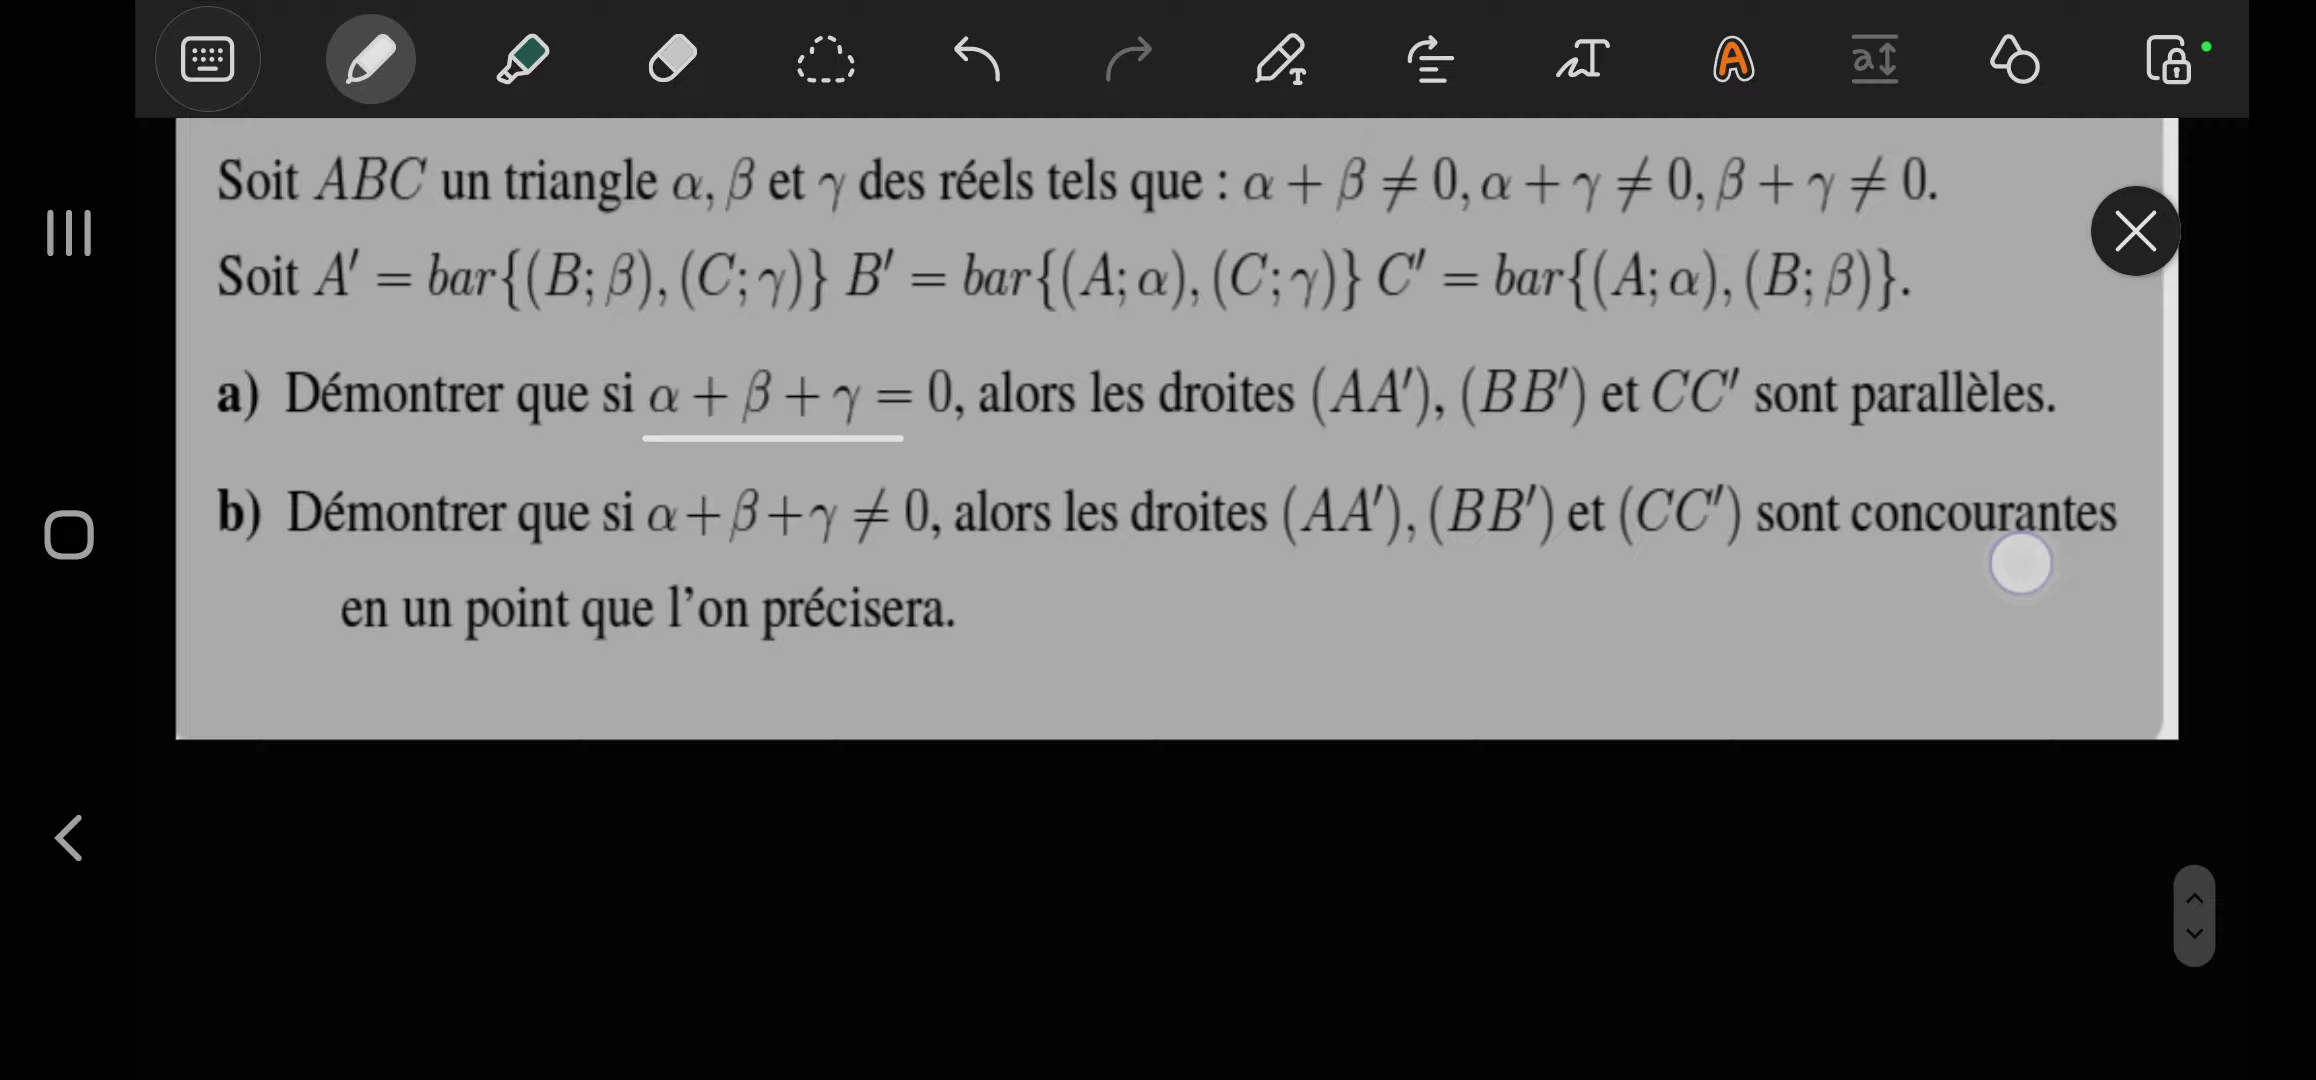 Soit ABC un triangle α, β et γ des réels tels que : α + β ≠ 0, α + γ ≠ 0, β + γ ≠ 0.
Soit A′ = bar{(B; β), (C; γ)} B′ = bar{(A; α), (C; γ)} C′ = bar{(A; α), (B; β)}.
a) Démontrer que si α + β + γ = 0, alors les droites (AA′), (BB′) et CC′ sont parallèles.
b) Démontrer que si α + β + γ ≠ 0, alors les droites (AA′), (BB′) et (CC′) sont concourantes
en un point que l’on précisera.